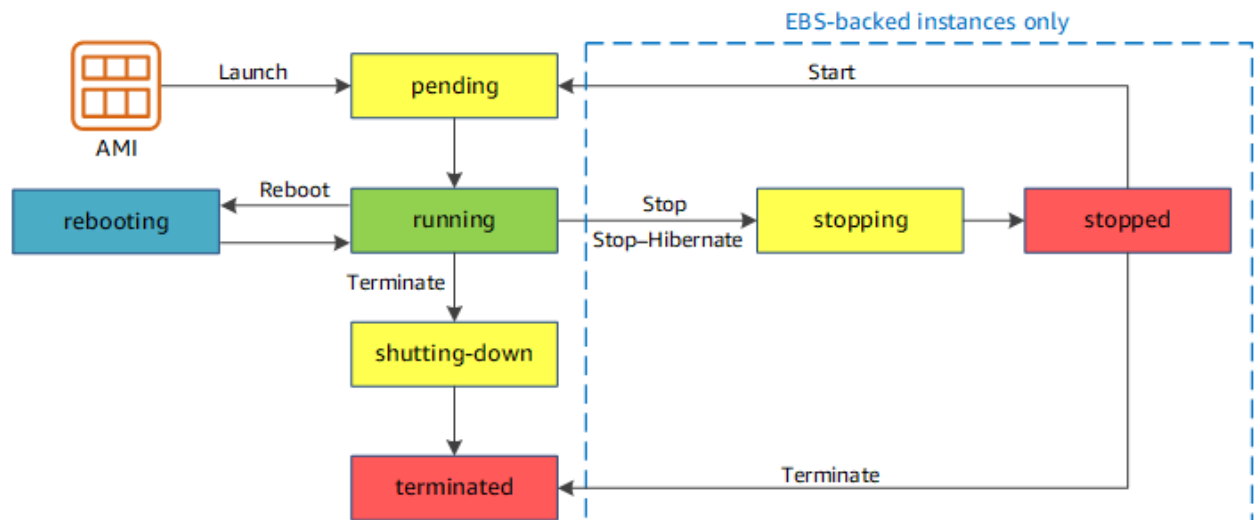 EBS-backed instances only
Launch
pending
Start
AMI
rebooting
Reboot
running
Stop
Stop–Hibernate
stopping
stopped
Terminate
shutting-down
terminated
Terminate